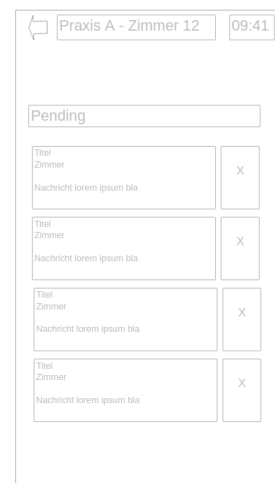 Praxis A - Zimmer 12
09:41
Pending
Titel
Zimmer
Nachricht lorem ipsum bla
X
Titel
Zimmer
Nachricht lorem ipsum bla
X
Titel
Zimmer
Nachricht lorem ipsum bla
X
Titel
Zimmer
Nachricht lorem ipsum bla
X